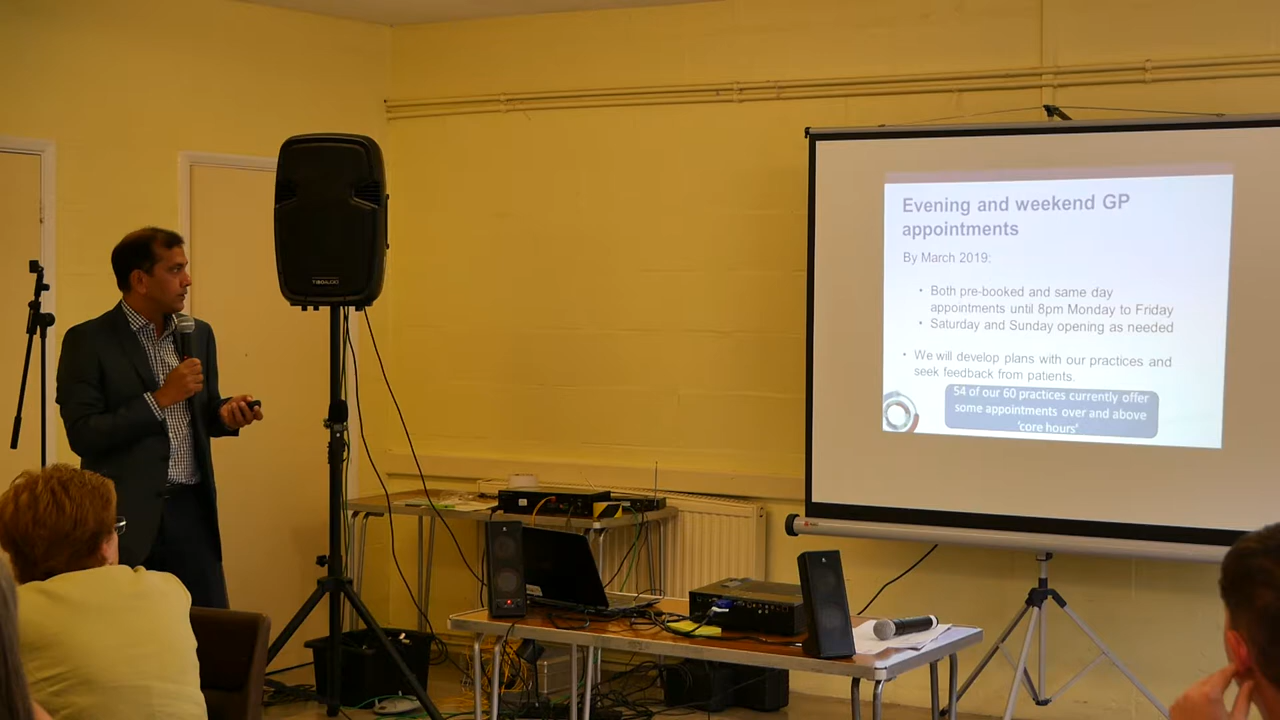 TIBOAUDIO
Evening and weekend GP
appointments
By March 2019:
• Both pre-booked and same day
appointments until 8pm Monday to Friday
• Saturday and Sunday opening as needed
• We will develop plans with our practices and
seek feedback from patients.
54 of our 60 practices currently offer
some appointments over and above
'core hours'